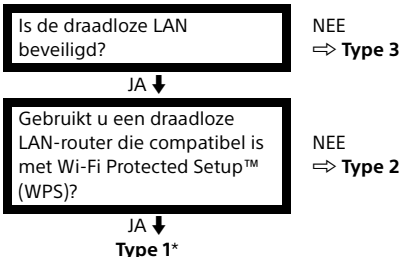 Is de draadloze LAN
beveiligd?
NEE
⇨ Type 3
JA ⬇
Gebruikt u een draadloze
LAN-router die compatibel is
met Wi-Fi Protected Setup™
(WPS)?
NEE
⇨ Type 2
JA ⬇
Type 1*